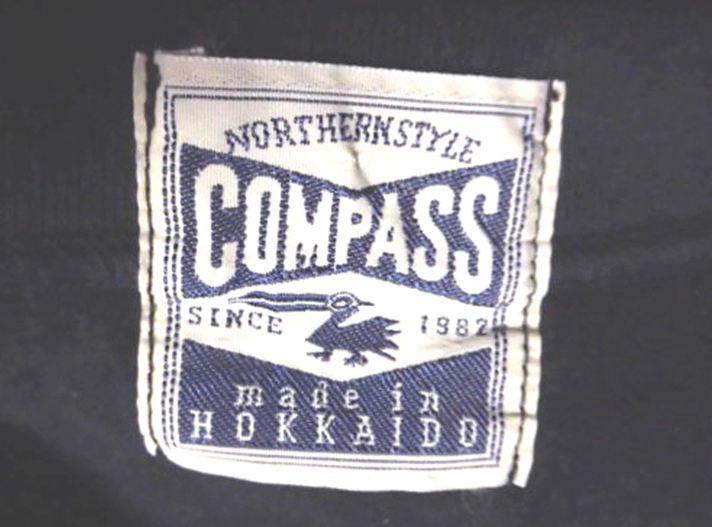 NORTHERNSTYLE
COMPASS
SINCE 1982
made in
HOKKAIDO